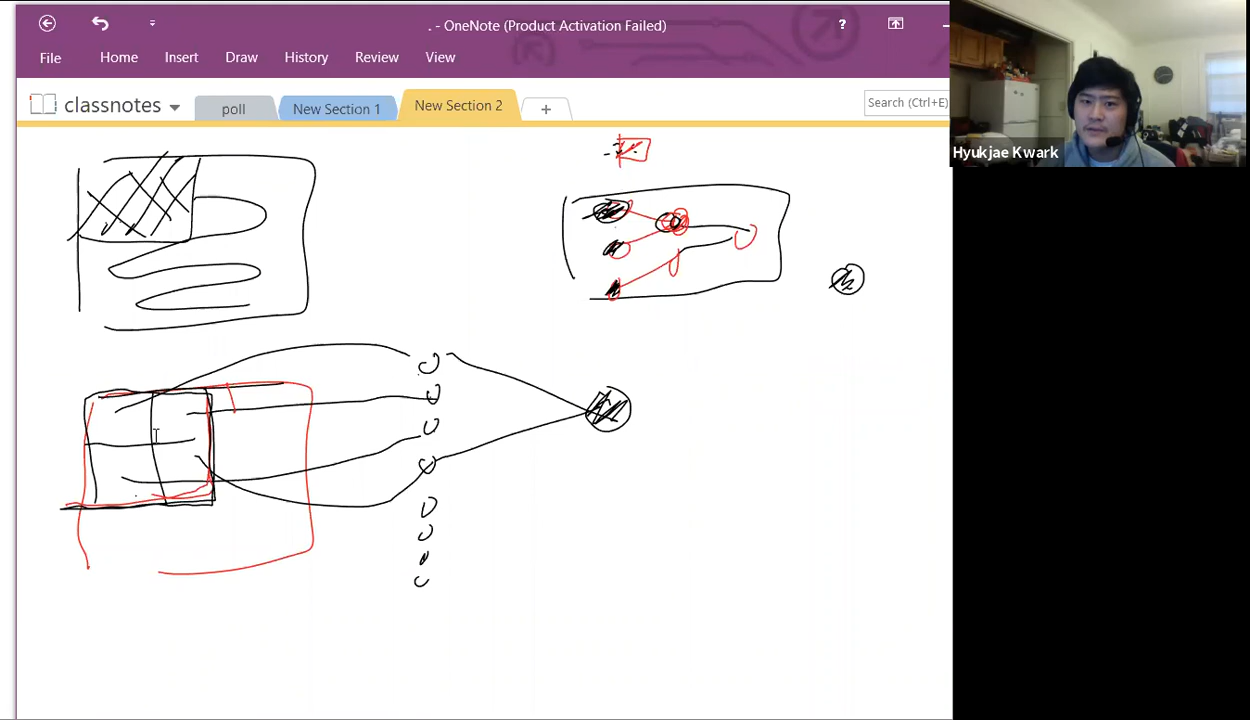 . - OneNote (Product Activation Failed)
?
File Home Insert Draw History Review View
classnotes poll New Section 1 New Section 2 +
Search (Ctrl+E)
Hyukjae Kwark